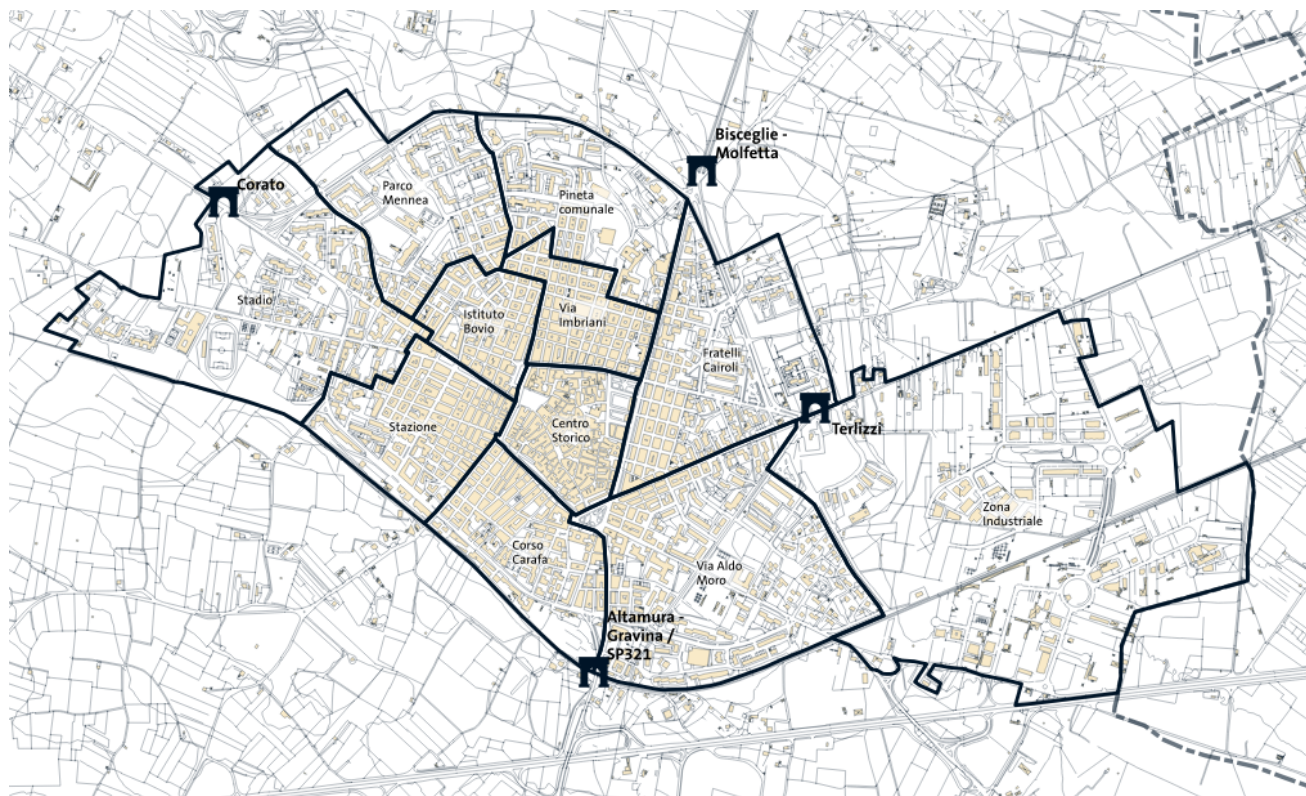 Bisceglie -
Molfetta
Corato
Parco
Mennea
Pineta
comunale
Stadio
Istituto
Bovio
Via
Imbriani
Fratelli
Cairoli
Stazione
Centro
Storico
Terlizzi
Zona
Industriale
Corso
Carafa
Via Aldo
Moro
Altamura -
Gravina /
SP321